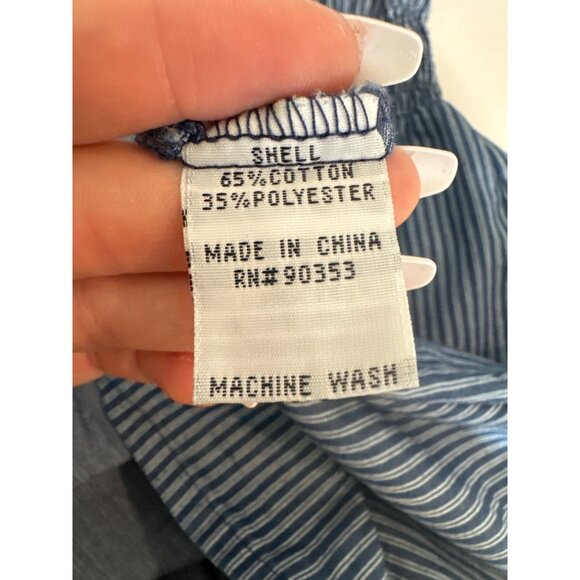 SHELL
65%COTTON
35%POLYESTER
MADE IN CHINA
RN#90353
MACHINE WASH